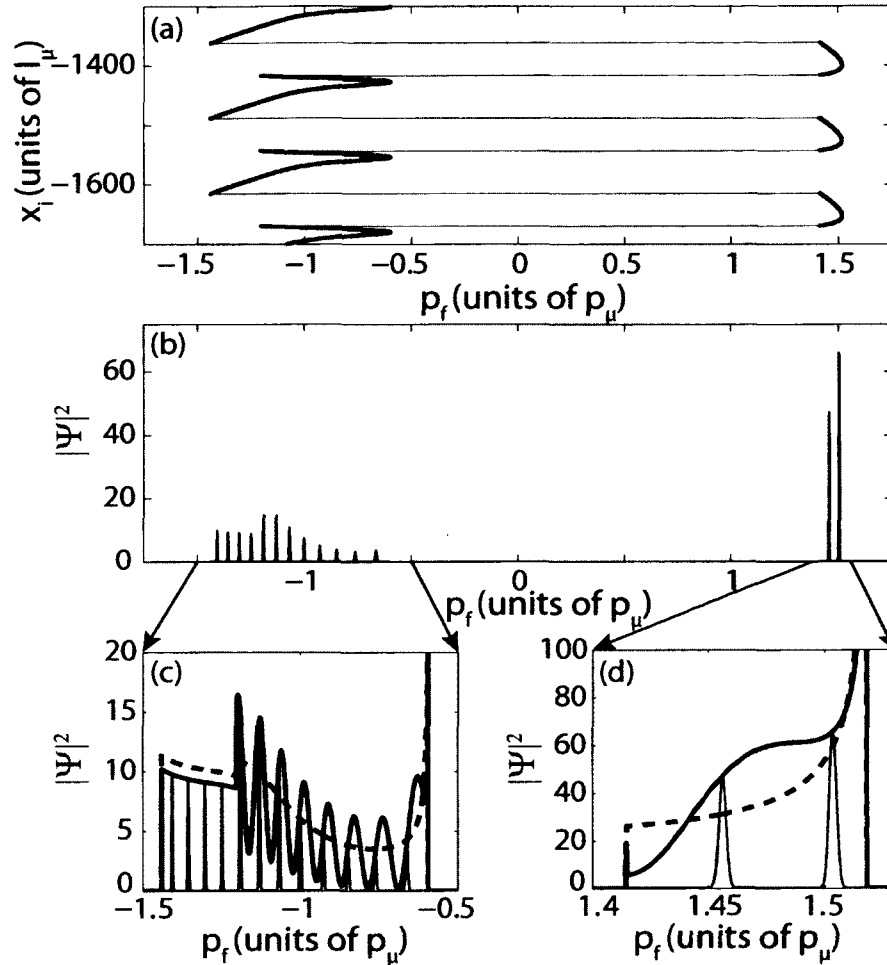 (a)
x_i (units of l_μ)
−1400
−1600
−1.5 −1 −0.5 0 0.5 1 1.5
p_f (units of p_μ)
(b)
|Ψ|²
60
40
20
0
−1 0 1
p_f (units of p_μ)
(c)
|Ψ|²
20
15
10
5
0
−1.5 −1 −0.5
p_f (units of p_μ)
(d)
|Ψ|²
100
80
60
40
20
0
1.4 1.45 1.5
p_f (units of p_μ)